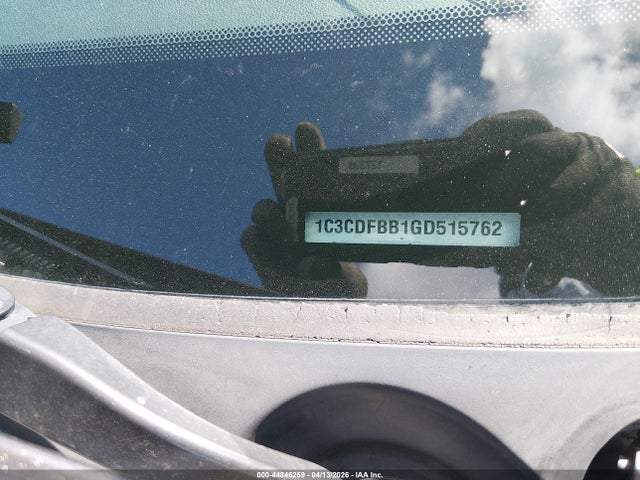 1C3CDFBB1GD515762
000-44846259 - 04/13/2026 - IAA Inc.